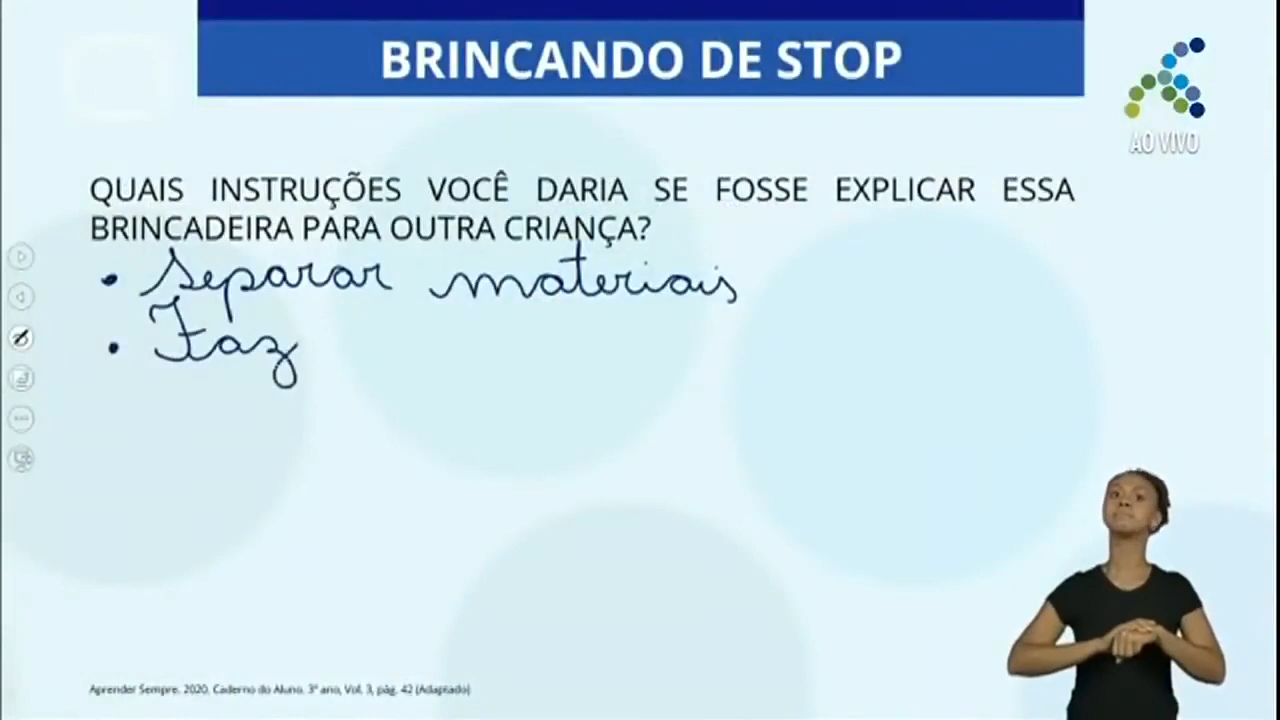 BRINCANDO DE STOP
AO VIVO
QUAIS INSTRUÇÕES VOCÊ DARIA SE FOSSE EXPLICAR ESSA
BRINCADEIRA PARA OUTRA CRIANÇA?
• Separar materiais
• Faz
Aprender Sempre. 2020. Caderno do Aluno. 3º ano, Vol. 3, pág. 42 (Adaptado)